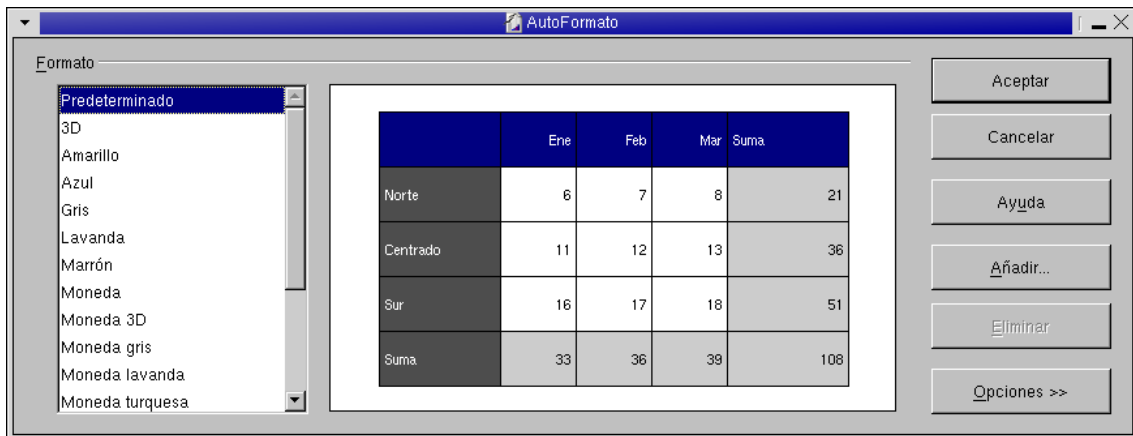 AutoFormato
Formato
Predeterminado
3D
Amarillo
Azul
Gris
Lavanda
Marrón
Moneda
Moneda 3D
Moneda gris
Moneda lavanda
Moneda turquesa
Ene Feb Mar Suma
Norte 6 7 8 21
Centrado 11 12 13 36
Sur 16 17 18 51
Suma 33 36 39 108
Aceptar
Cancelar
Ayuda
Añadir...
Eliminar
Opciones >>